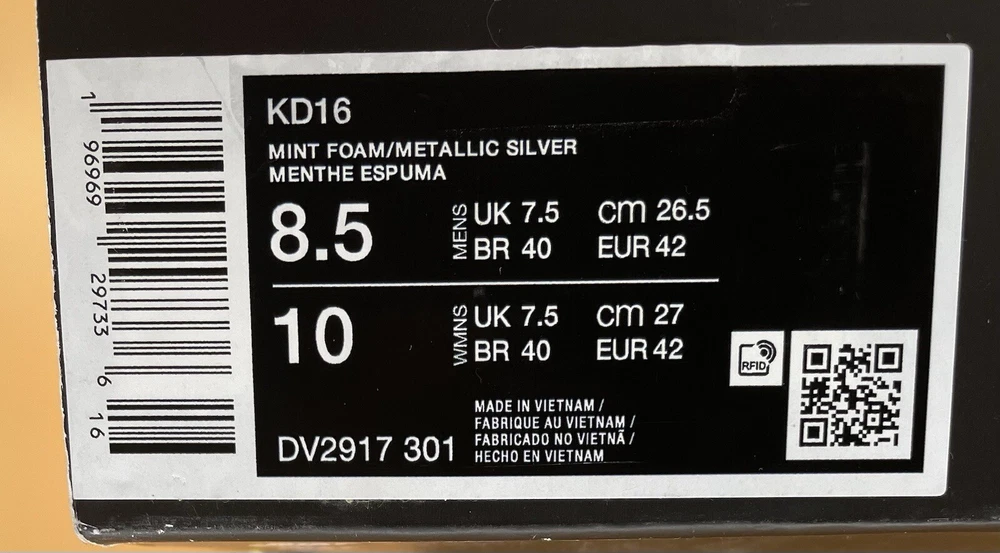 KD16
MINT FOAM/METALLIC SILVER
MENTHE ESPUMA
8.5 MENS UK 7.5 cm 26.5
BR 40 EUR 42
10 WMNS UK 7.5 cm 27
BR 40 EUR 42
RFID
DV2917 301
MADE IN VIETNAM /
FABRIQUE AU VIETNAM /
FABRICADO NO VIETNÃ /
HECHO EN VIETNAM
1 96969 29733 6 16